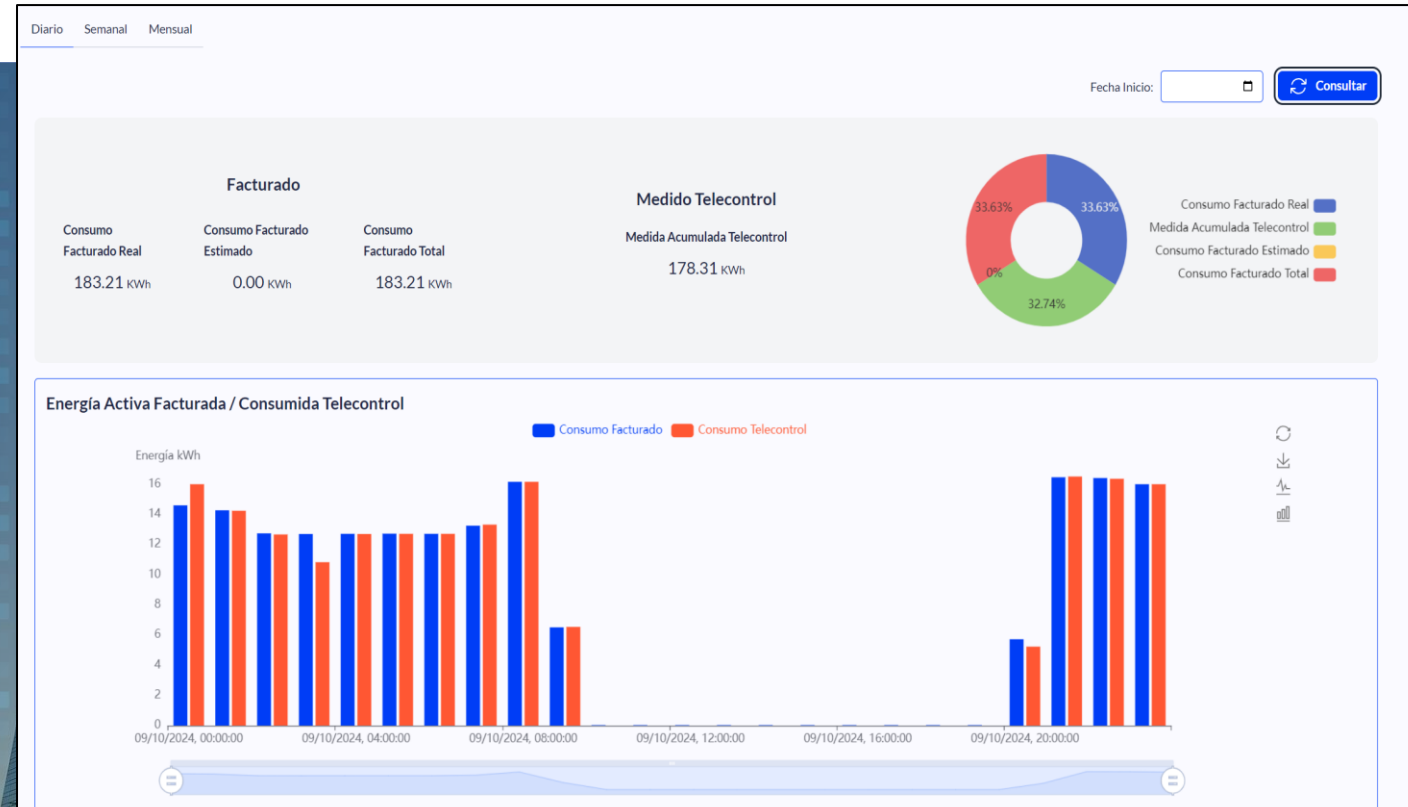 Diario Semanal Mensual
Fecha Inicio: Consultar
Facturado
Consumo Facturado Real
183.21 KWh
Consumo Facturado Estimado
0.00 KWh
Consumo Facturado Total
183.21 KWh
Medido Telecontrol
Medida Acumulada Telecontrol
178.31 KWh
33.63%
33.63%
0%
32.74%
Consumo Facturado Real
Medida Acumulada Telecontrol
Consumo Facturado Estimado
Consumo Facturado Total
Energía Activa Facturada / Consumida Telecontrol
Consumo Facturado Consumo Telecontrol
Energía kWh
16
14
12
10
8
6
4
2
0
09/10/2024, 00:00:00 09/10/2024, 04:00:00 09/10/2024, 08:00:00 09/10/2024, 12:00:00 09/10/2024, 16:00:00 09/10/2024, 20:00:00